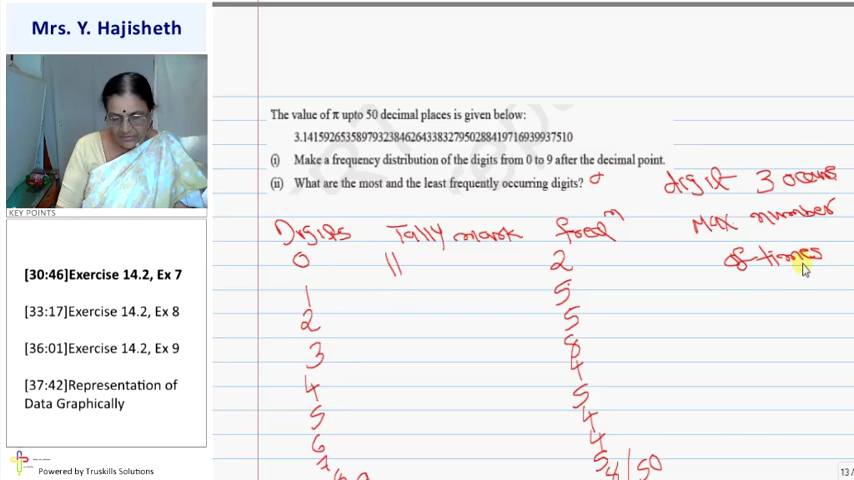 Mrs. Y. Hajisheth
KEY POINTS
[30:46]Exercise 14.2, Ex 7
[33:17]Exercise 14.2, Ex 8
[36:01]Exercise 14.2, Ex 9
[37:42]Representation of
Data Graphically
Powered by Truskills Solutions
The value of π upto 50 decimal places is given below:
3.14159265358979323846264338327950288419716939937510
(i) Make a frequency distribution of the digits from 0 to 9 after the decimal point.
(ii) What are the most and the least frequently occurring digits?
digit 3 occurs
Max number
of times
Digits Tally mark freq^n
0 || 2
1 5
2 5
3 8
4 4
5 5
6 4
4
5
4/50
13/